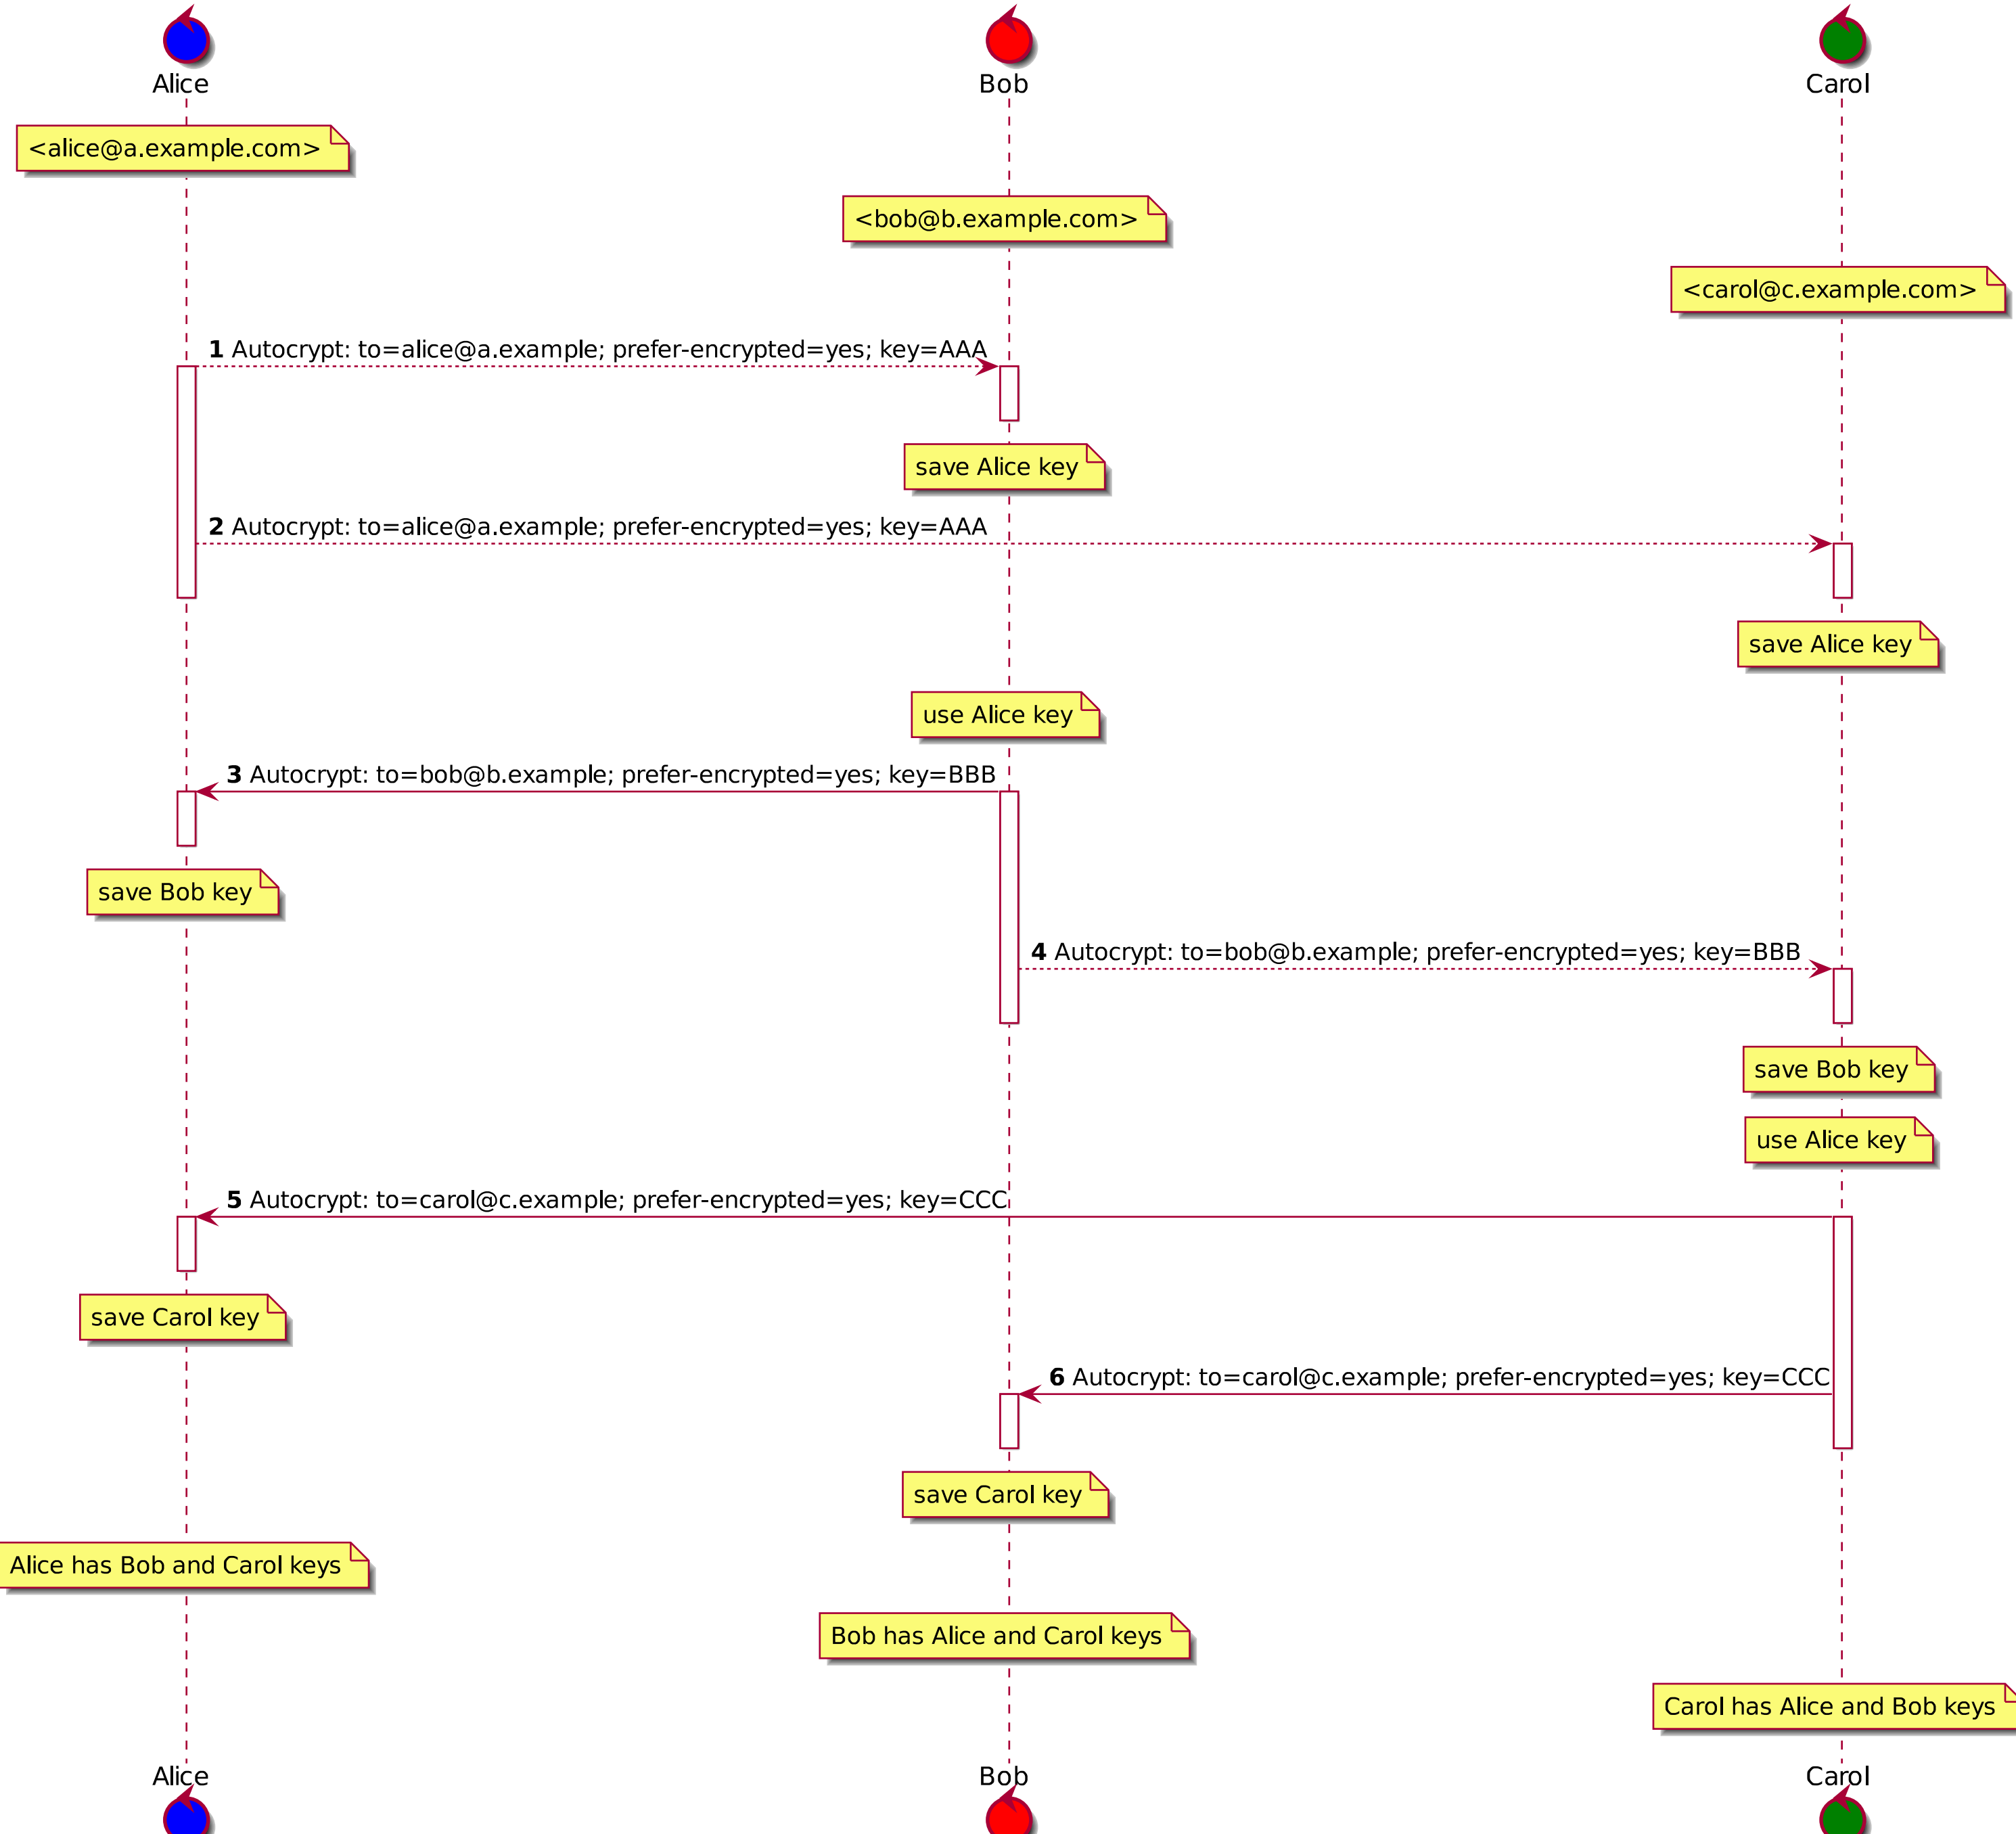 Alice
Bob
Carol
<alice@a.example.com>
<bob@b.example.com>
<carol@c.example.com>
1 Autocrypt: to=alice@a.example; prefer-encrypted=yes; key=AAA
save Alice key
2 Autocrypt: to=alice@a.example; prefer-encrypted=yes; key=AAA
save Alice key
use Alice key
3 Autocrypt: to=bob@b.example; prefer-encrypted=yes; key=BBB
save Bob key
4 Autocrypt: to=bob@b.example; prefer-encrypted=yes; key=BBB
save Bob key
use Alice key
5 Autocrypt: to=carol@c.example; prefer-encrypted=yes; key=CCC
save Carol key
6 Autocrypt: to=carol@c.example; prefer-encrypted=yes; key=CCC
save Carol key
Alice has Bob and Carol keys
Bob has Alice and Carol keys
Carol has Alice and Bob keys
Alice
Bob
Carol